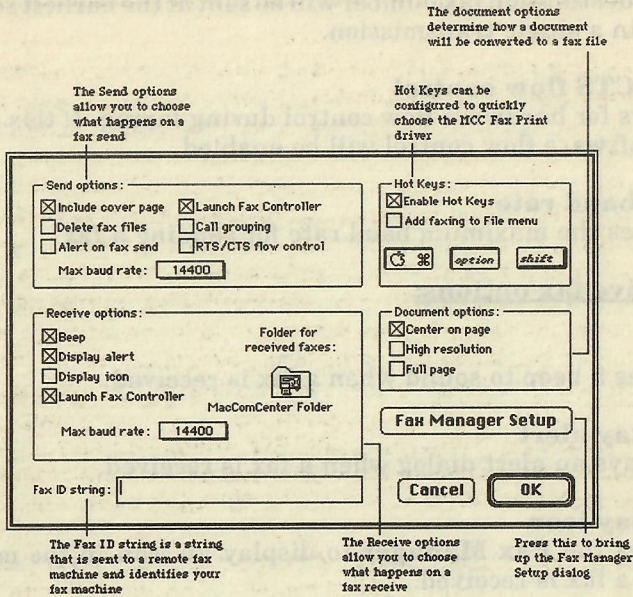 The document options
determine how a document
will be converted to a fax file
The Send options
allow you to choose
what happens on a
fax send
Hot Keys can be
configured to quickly
choose the MCC Fax Print
driver
Send options:
Include cover page
Launch Fax Controller
Delete fax files
Call grouping
Alert on fax send
RTS/CTS flow control
Max baud rate: 14400
Hot Keys:
Enable Hot Keys
Add faxing to File menu
⌘ option shift
Receive options:
Beep
Display alert
Display icon
Launch Fax Controller
Max baud rate: 14400
Folder for
received faxes:
MacComCenter Folder
Document options:
Center on page
High resolution
Full page
Fax Manager Setup
Fax ID string:
Cancel
OK
The Fax ID string is a string
that is sent to a remote fax
machine and identifies your
fax machine
The Receive options
allow you to choose
what happens on a
fax receive
Press this to bring
up the Fax Manager
Setup dialog